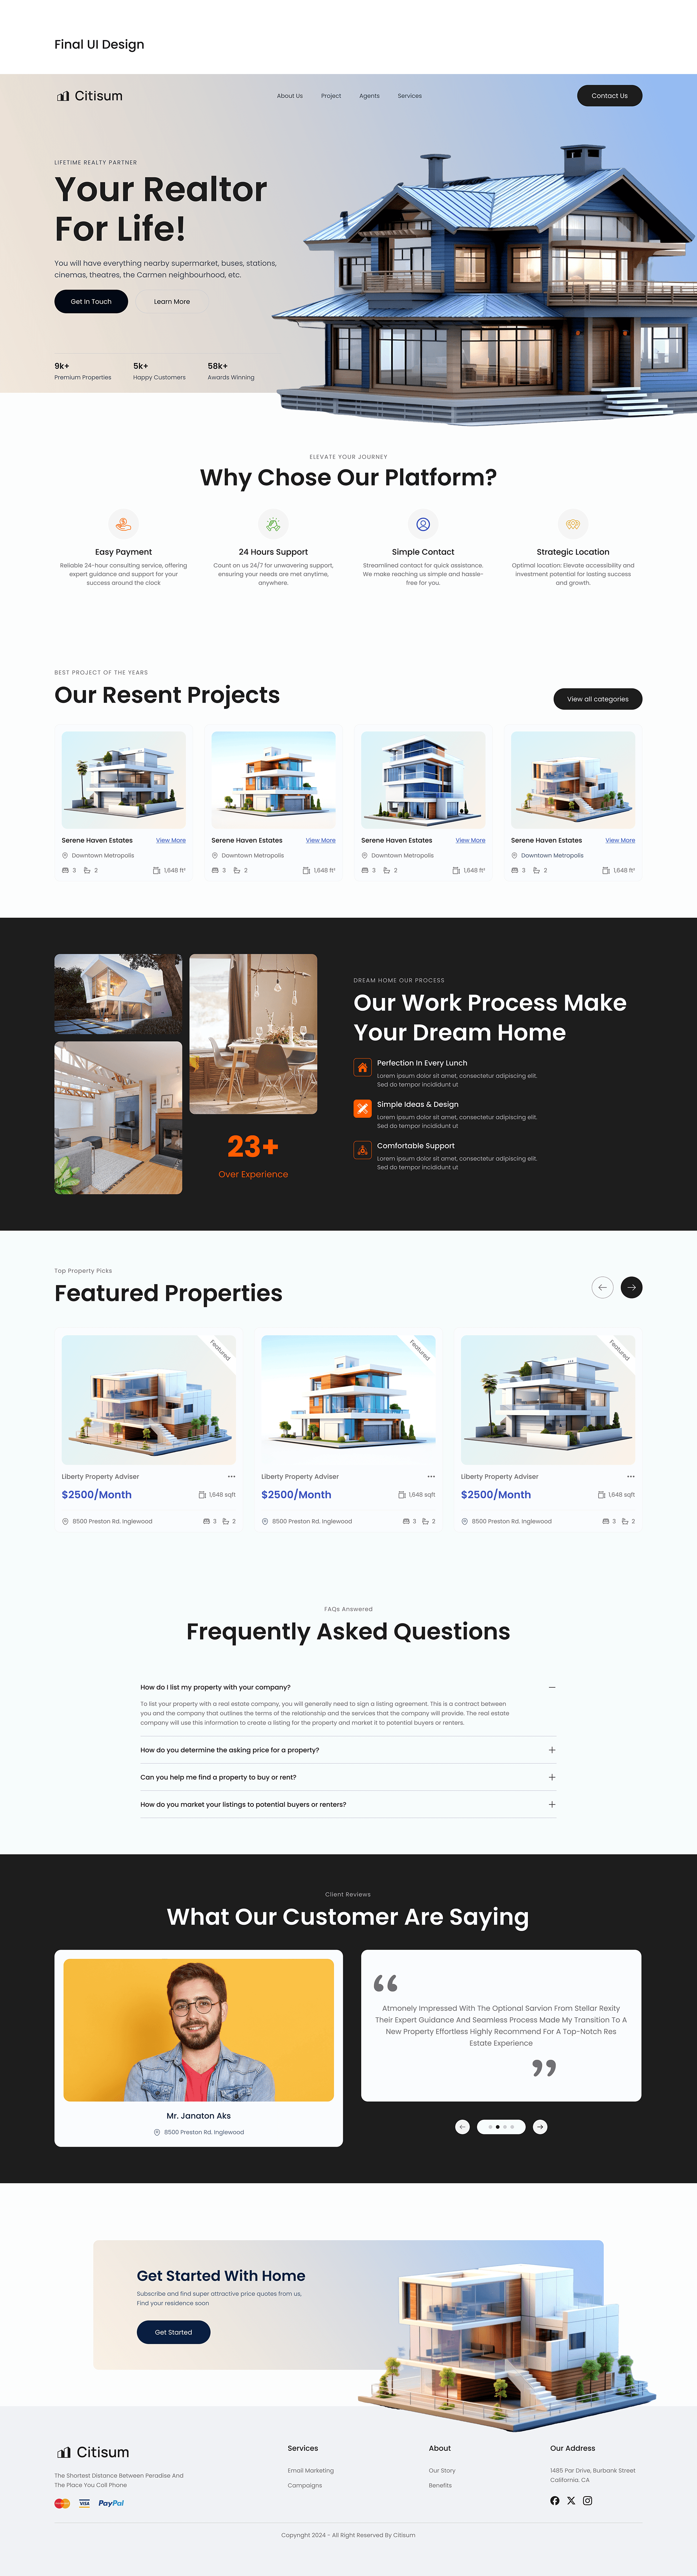 Final UI Design
Citisum
About Us
Project
Agents
Services
Contact Us
LIFETIME REALTY PARTNER
Your Realtor
For Life!
You will have everything nearby supermarket, buses, stations,
cinemas, theatres, the Carmen neighbourhood, etc.
Get In Touch
Learn More
9k+
Premium Properties
5k+
Happy Customers
58k+
Awards Winning
ELEVATE YOUR JOURNEY
Why Chose Our Platform?
Easy Payment
Reliable 24-hour consulting service, offering
expert guidance and support for your
success around the clock
24 Hours Support
Count on us 24/7 for unwavering support,
ensuring your needs are met anytime,
anywhere.
Simple Contact
Streamlined contact for quick assistance.
We make reaching us simple and hassle-
free for you.
Strategic Location
Optimal location: Elevate accessibility and
investment potential for lasting success
and growth.
BEST PROJECT OF THE YEARS
Our Resent Projects
View all categories
Serene Haven Estates
View More
Downtown Metropolis
3
2
1,648 ft²
Serene Haven Estates
View More
Downtown Metropolis
3
2
1,648 ft²
Serene Haven Estates
View More
Downtown Metropolis
3
2
1,648 ft²
Serene Haven Estates
View More
Downtown Metropolis
3
2
1,648 ft²
23+
Over Experience
DREAM HOME OUR PROCESS
Our Work Process Make
Your Dream Home
Perfection In Every Lunch
Lorem ipsum dolor sit amet, consectetur adipiscing elit.
Sed do tempor incididunt ut
Simple Ideas & Design
Lorem ipsum dolor sit amet, consectetur adipiscing elit.
Sed do tempor incididunt ut
Comfortable Support
Lorem ipsum dolor sit amet, consectetur adipiscing elit.
Sed do tempor incididunt ut
Top Property Picks
Featured Properties
Featured
Liberty Property Adviser
$2500/Month
1,648 sqft
8500 Preston Rd. Inglewood
3
2
Featured
Liberty Property Adviser
$2500/Month
1,648 sqft
8500 Preston Rd. Inglewood
3
2
Featured
Liberty Property Adviser
$2500/Month
1,648 sqft
8500 Preston Rd. Inglewood
3
2
FAQs Answered
Frequently Asked Questions
How do I list my property with your company?
To list your property with a real estate company, you will generally need to sign a listing agreement. This is a contract between
you and the company that outlines the terms of the relationship and the services that the company will provide. The real estate
company will use this information to create a listing for the property and market it to potential buyers or renters.
How do you determine the asking price for a property?
Can you help me find a property to buy or rent?
How do you market your listings to potential buyers or renters?
Client Reviews
What Our Customer Are Saying
Mr. Janaton Aks
8500 Preston Rd. Inglewood
“
Atmonely Impressed With The Optional Sarvion From Stellar Rexity
Their Expert Guidance And Seamless Process Made My Transition To A
New Property Effortless Highly Recommend For A Top-Notch Res
Estate Experience
”
Get Started With Home
Subscribe and find super attractive price quotes from us,
Find your residence soon
Get Started
Citisum
The Shortest Distance Between Paradise And
The Place You Call Phone
VISA
PayPal
Services
Email Marketing
Campaigns
About
Our Story
Benefits
Our Address
1485 Par Drive, Burbank Street
California. CA
Copyright 2024 - All Right Reserved By Citisum